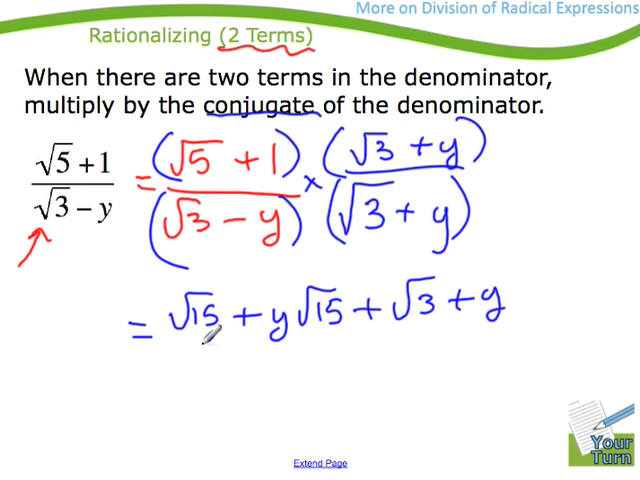 More on Division of Radical Expressions
Rationalizing (2 Terms)
When there are two terms in the denominator,
multiply by the conjugate of the denominator.
(√5 + 1)/(√3 − y) = (√5 + 1)/(√3 − y) × (√3 + y)/(√3 + y)
= √15 + y√15 + √3 + y
Your
Turn
Extend Page